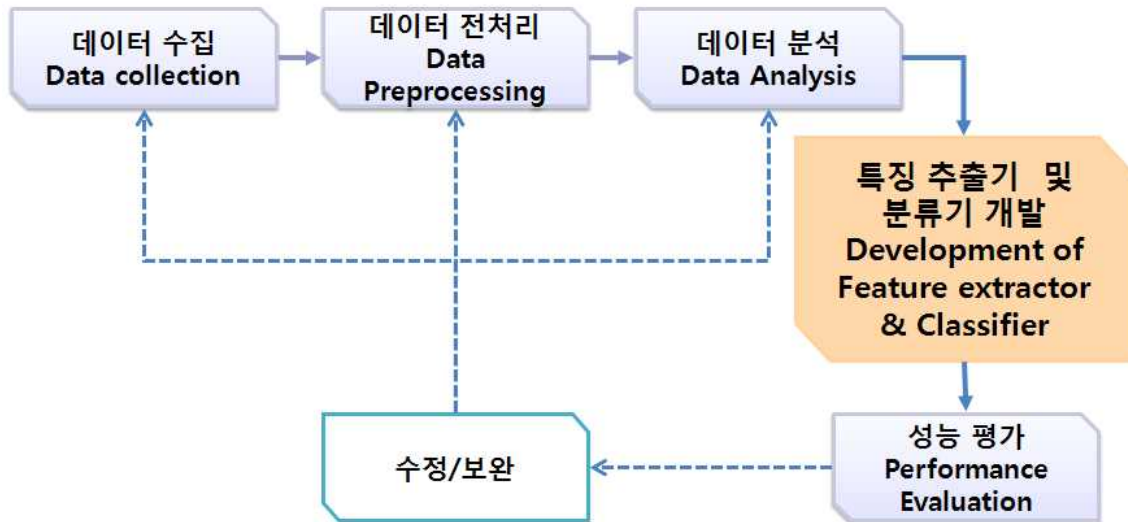 데이터 수집
Data collection
데이터 전처리
Data
Preprocessing
데이터 분석
Data Analysis
특징 추출기 및
분류기 개발
Development of
Feature extractor
& Classifier
성능 평가
Performance
Evaluation
수정/보완